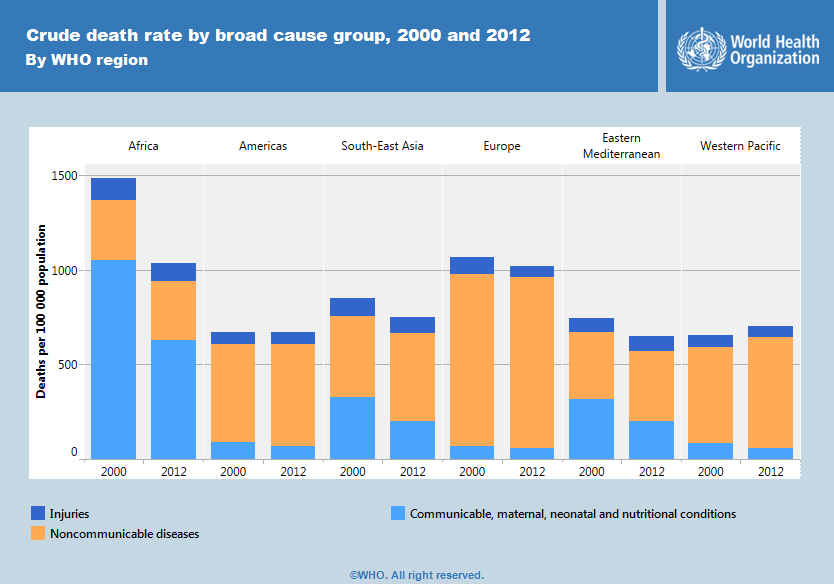 Crude death rate by broad cause group, 2000 and 2012
By WHO region
World Health
Organization
Africa
Americas
South-East Asia
Europe
Eastern
Mediterranean
Western Pacific
Deaths per 100 000 population
1500
1000
500
0
2000 2012 2000 2012 2000 2012 2000 2012 2000 2012 2000 2012
Injuries
Communicable, maternal, neonatal and nutritional conditions
Noncommunicable diseases
©WHO. All right reserved.